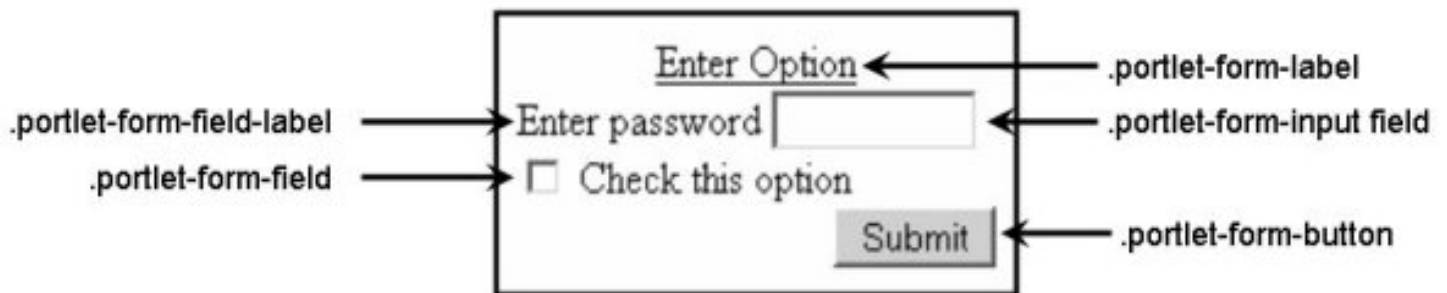 Enter Option
.portlet-form-label
.portlet-form-field-label
Enter password
.portlet-form-input field
.portlet-form-field
Check this option
Submit
.portlet-form-button